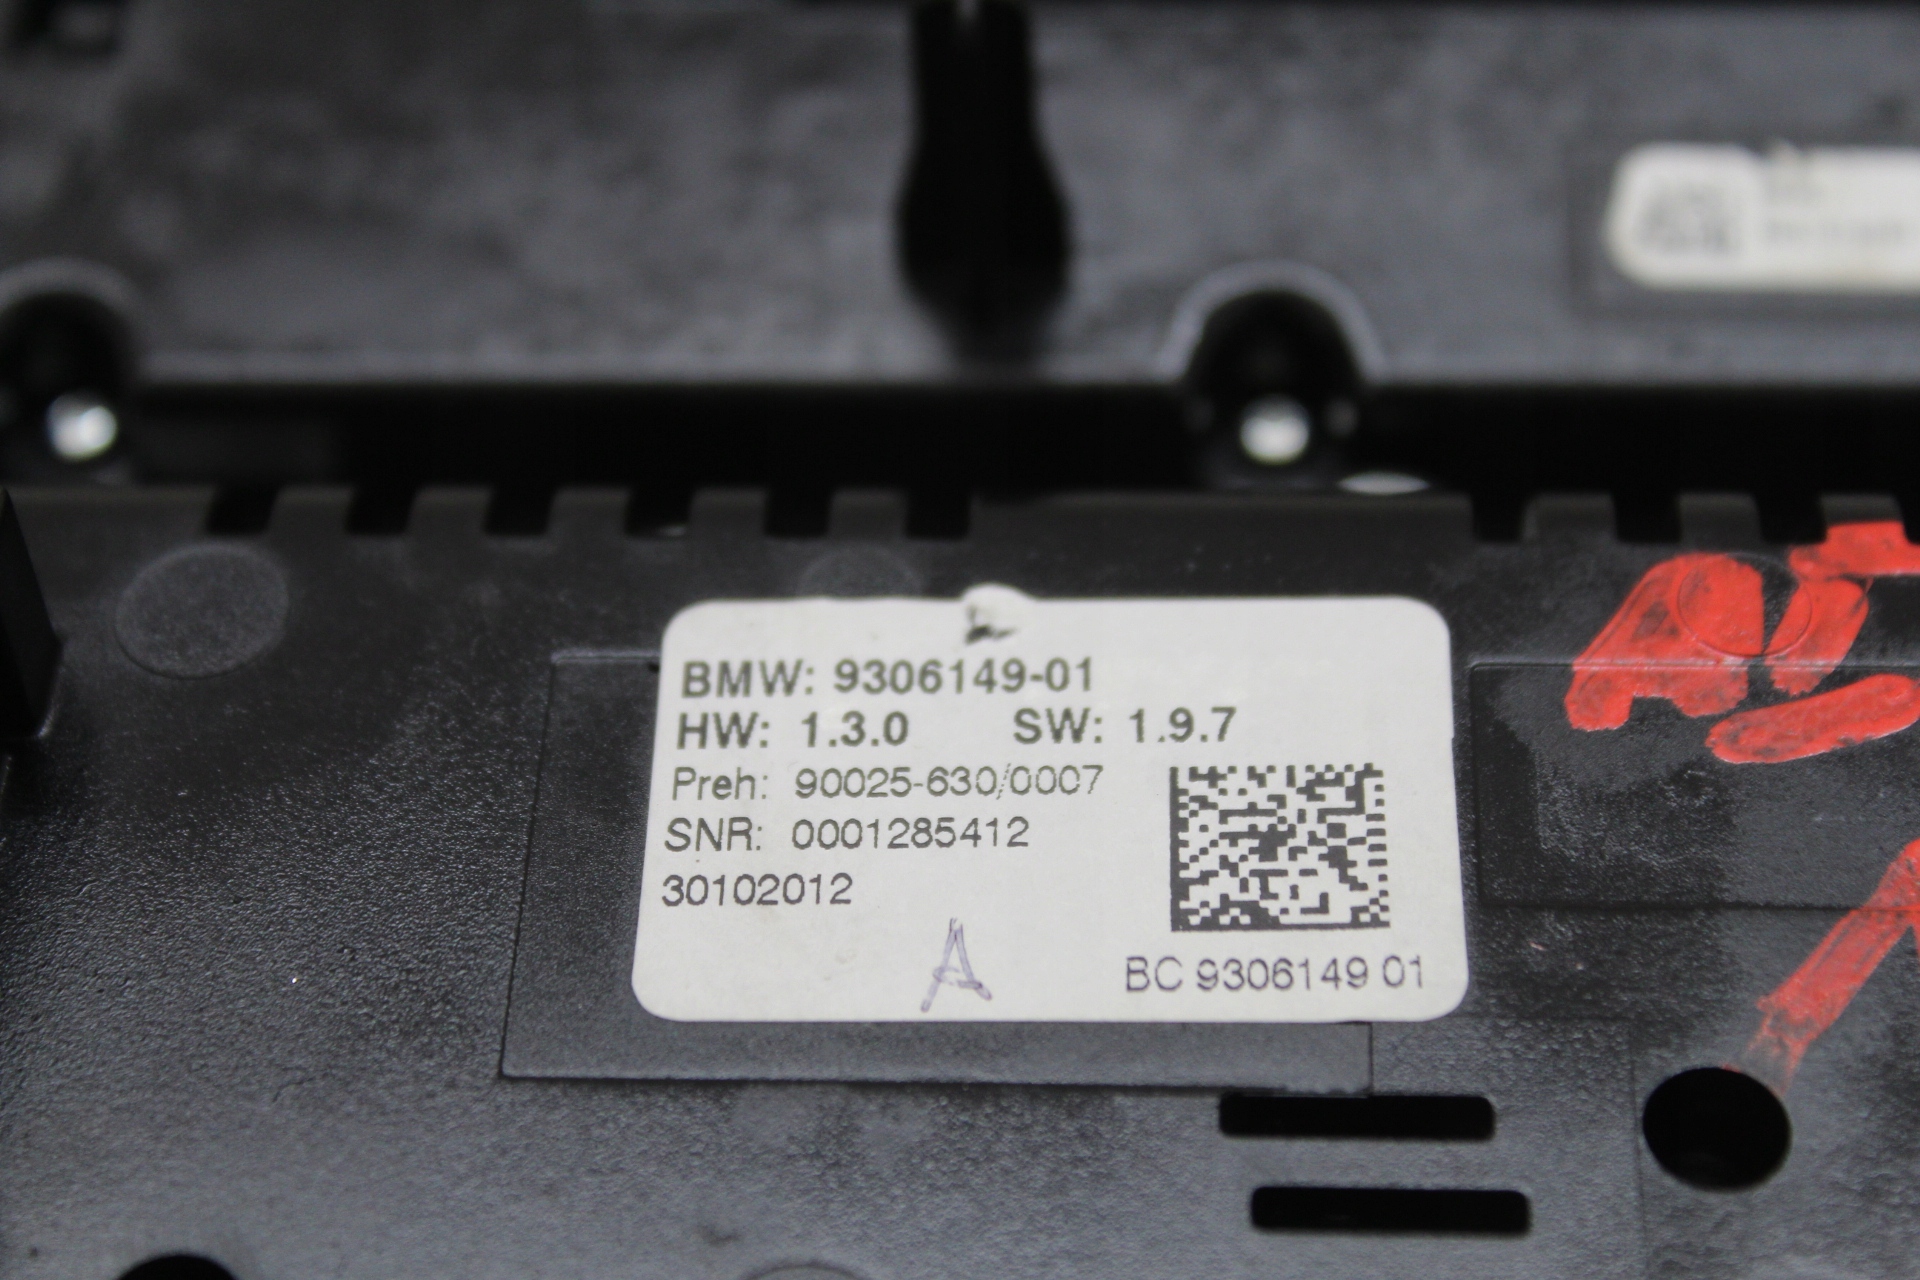 BMW: 9306149-01
HW: 1.3.0 SW: 1.9.7
Preh: 90025-630/0007
SNR: 0001285412
30102012
A
BC 9306149 01